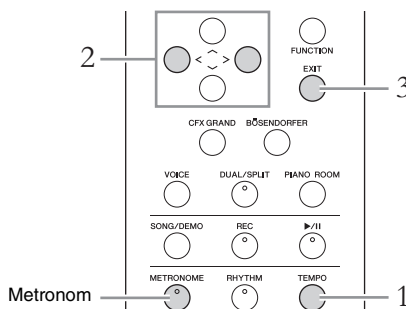 2
< >
FUNCTION
EXIT
3
CFX GRAND BÖSENDORFER
VOICE DUAL/SPLIT PIANO ROOM
SONG/DEMO REC ▶/II
METRONOME RHYTHM TEMPO
Metronom
1